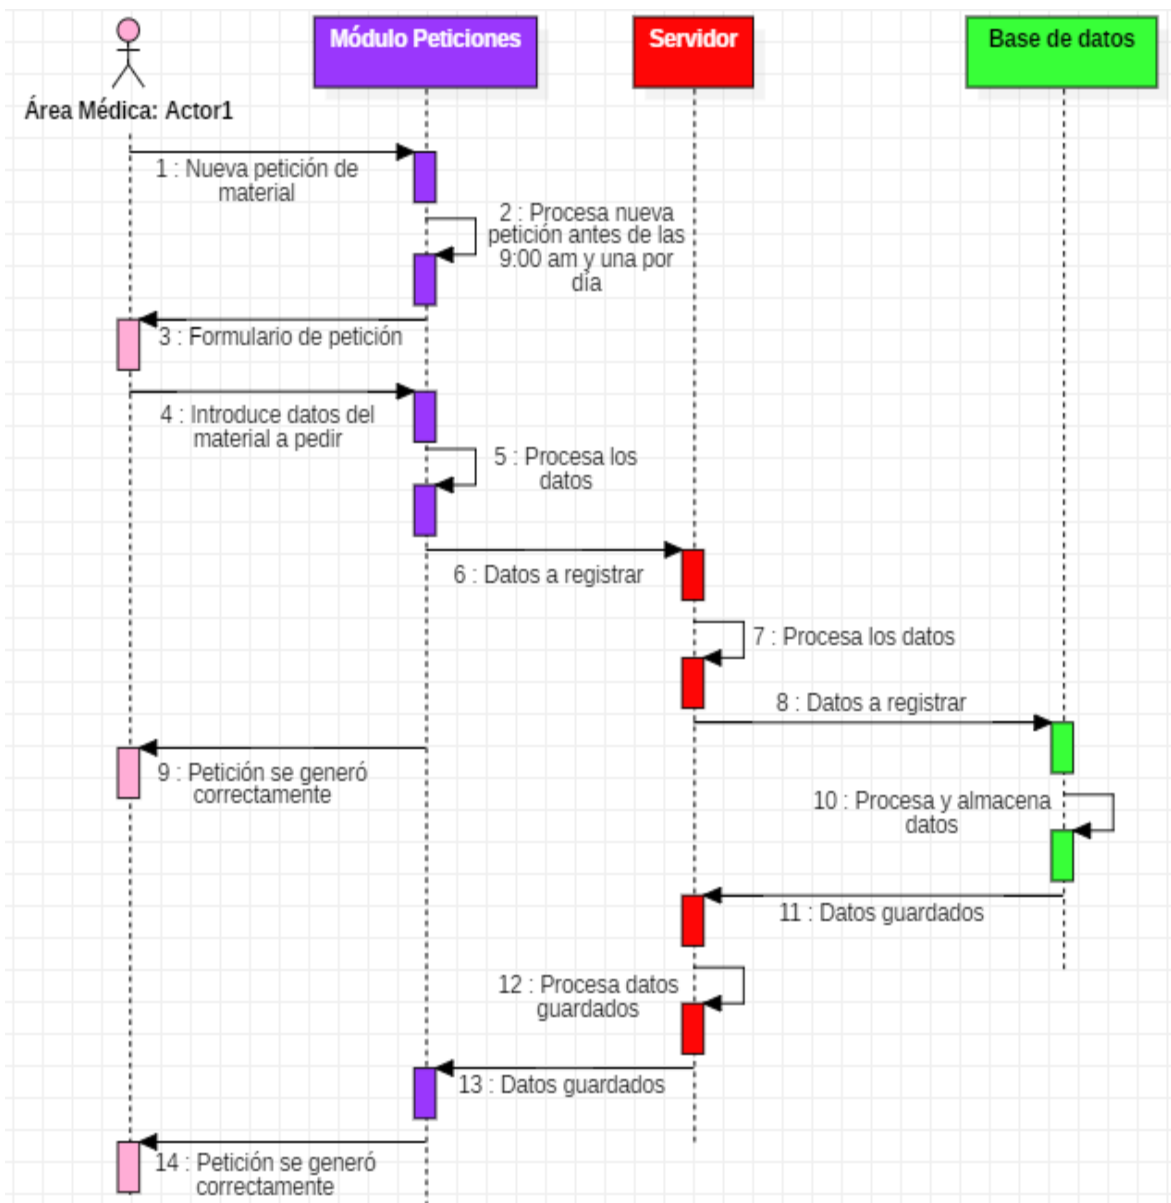 Módulo Peticiones
Servidor
Base de datos
Área Médica: Actor1
1 : Nueva petición de
material
2 : Procesa nueva
petición antes de las
9:00 am y una por
día
3 : Formulario de petición
4 : Introduce datos del
material a pedir
5 : Procesa los
datos
6 : Datos a registrar
7 : Procesa los datos
8 : Datos a registrar
9 : Petición se generó
correctamente
10 : Procesa y almacena
datos
11 : Datos guardados
12 : Procesa datos
guardados
13 : Datos guardados
14 : Petición se generó
correctamente